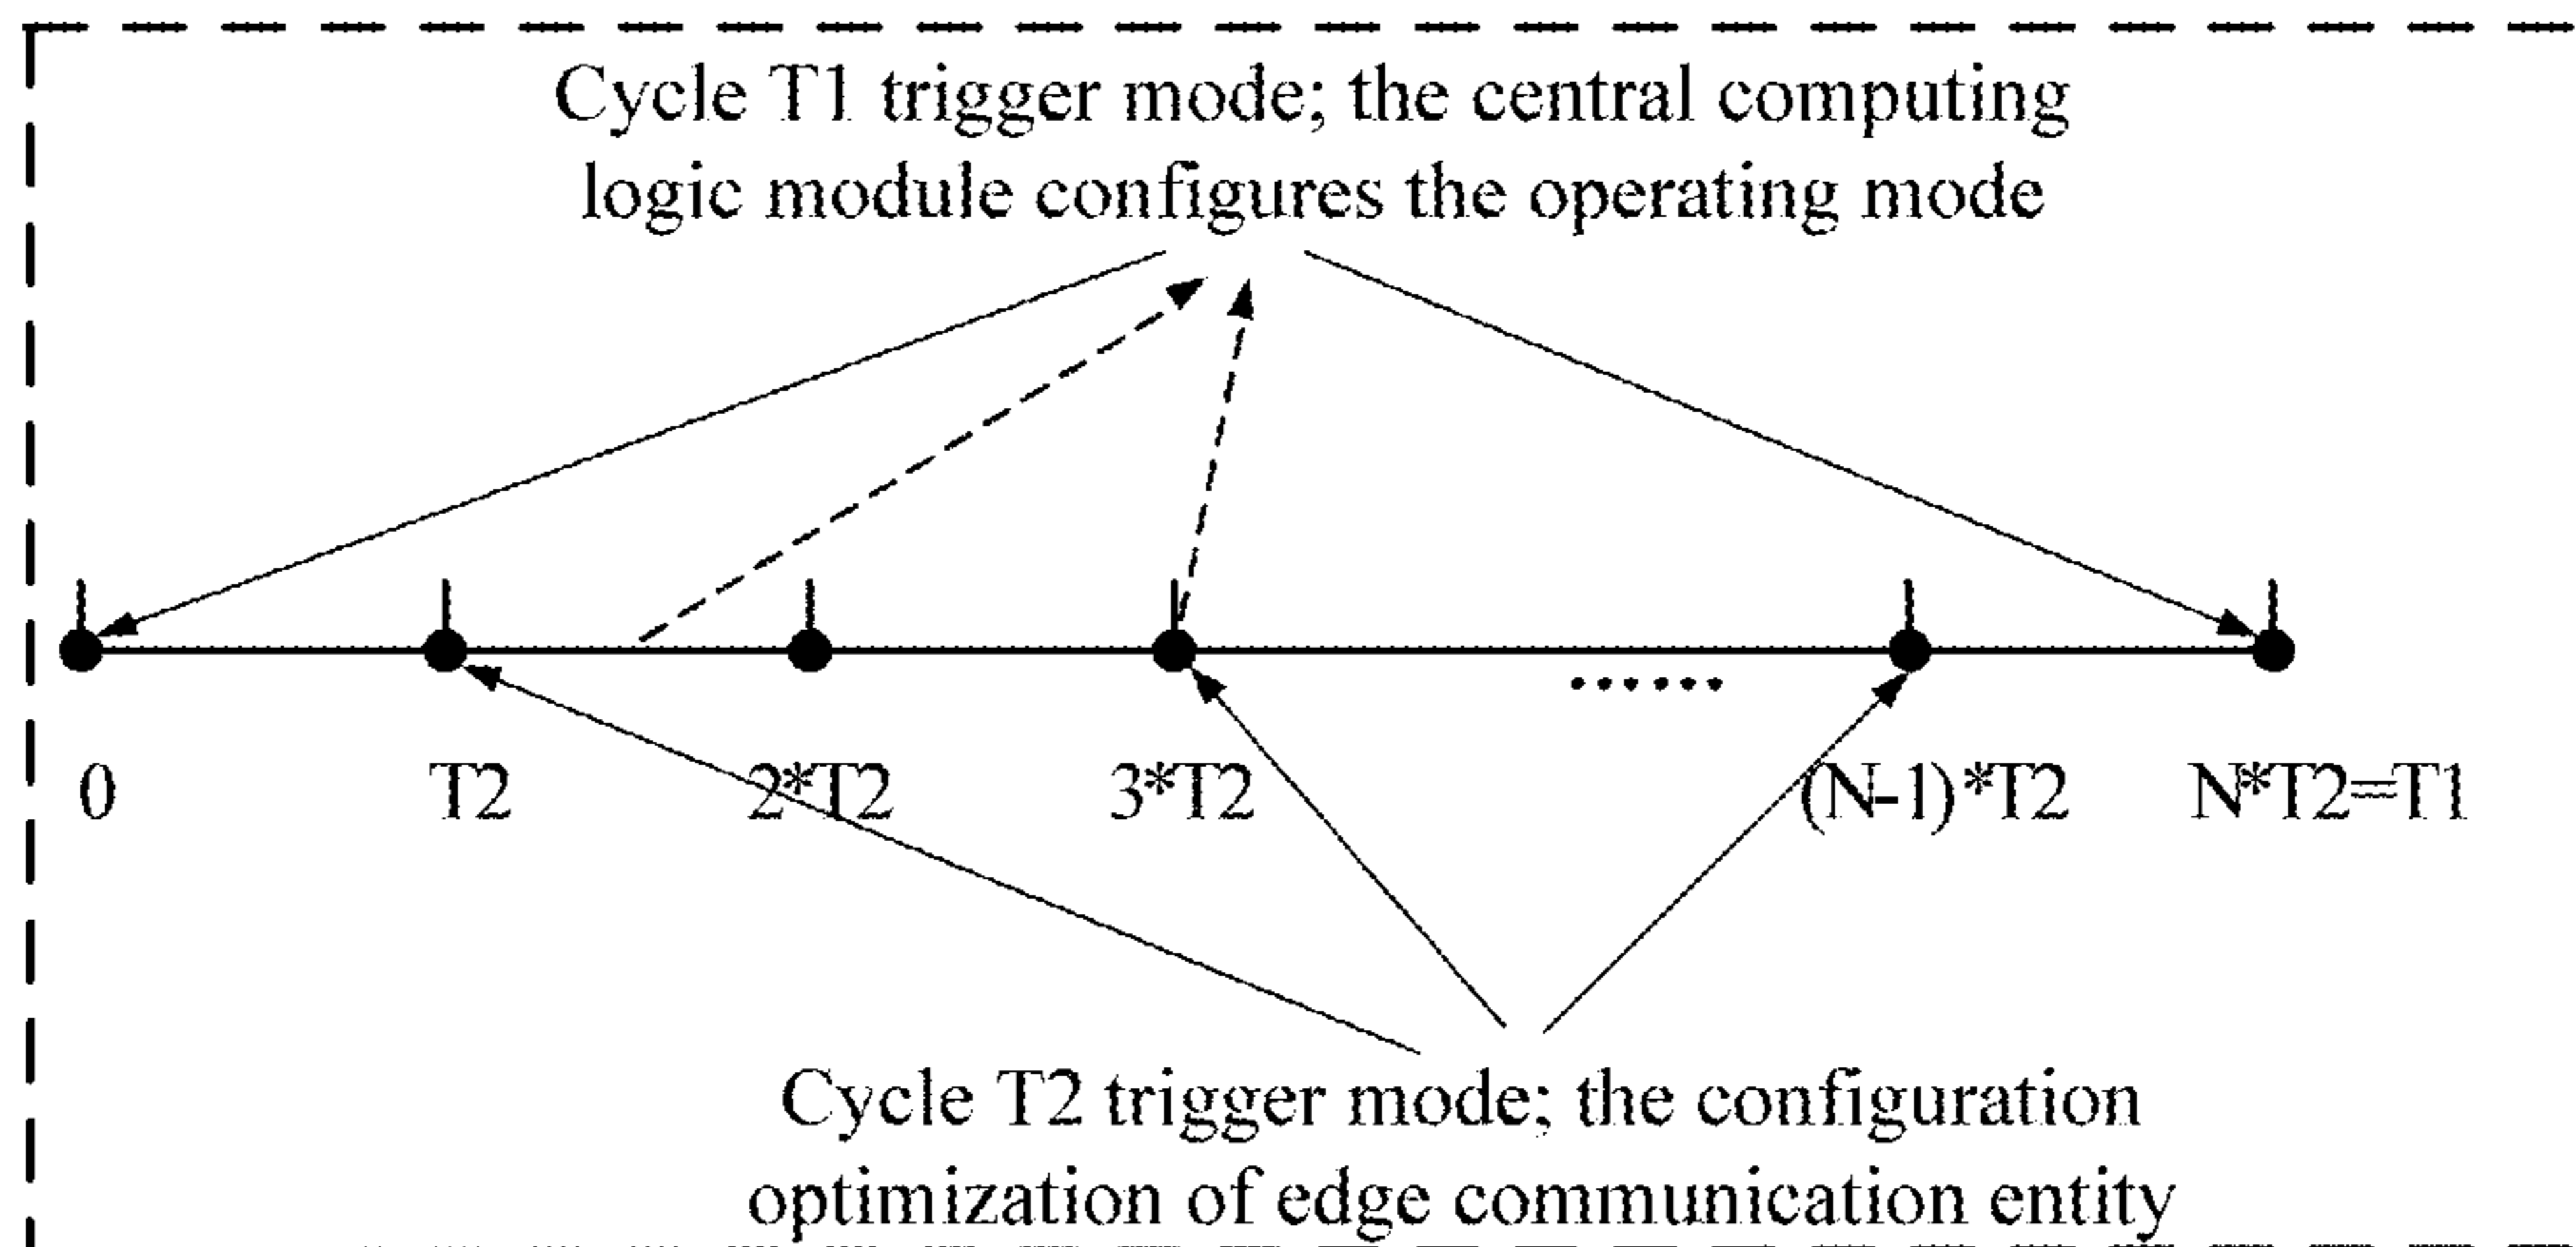 Cycle T1 trigger mode; the central computing
logic module configures the operating mode
......
0 T2 2*T2 3*T2 (N-1)*T2 N*T2=T1
Cycle T2 trigger mode; the configuration
optimization of edge communication entity